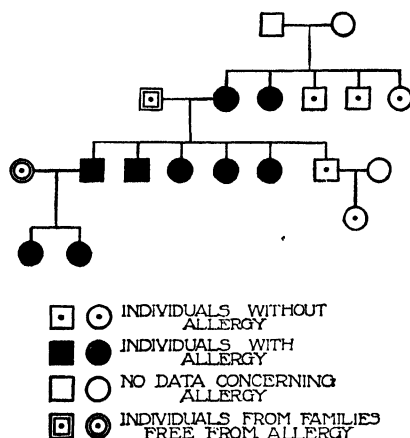 INDIVIDUALS WITHOUT
ALLERGY
INDIVIDUALS WITH
ALLERGY
NO DATA CONCERNING
ALLERGY
INDIVIDUALS FROM FAMILIES
FREE FROM ALLERGY